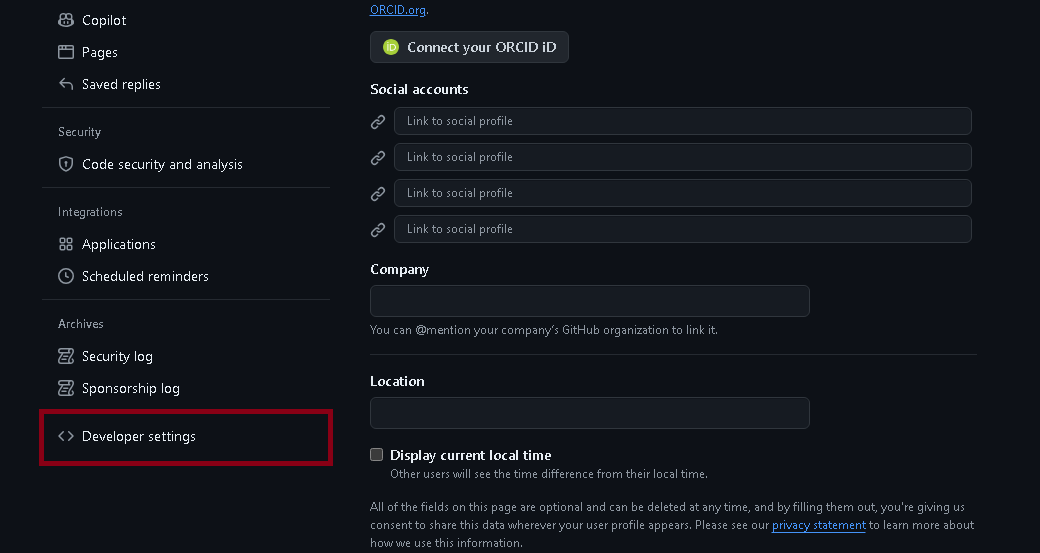 Copilot
Pages
Saved replies
Security
Code security and analysis
Integrations
Applications
Scheduled reminders
Archives
Security log
Sponsorship log
Developer settings
ORCID.org.
iD Connect your ORCID iD
Social accounts
Link to social profile
Link to social profile
Link to social profile
Link to social profile
Company
You can @mention your company's GitHub organization to link it.
Location
Display current local time
Other users will see the time difference from their local time.
All of the fields on this page are optional and can be deleted at any time, and by filling them out, you're giving us
consent to share this data wherever your user profile appears. Please see our privacy statement to learn more about
how we use this information.